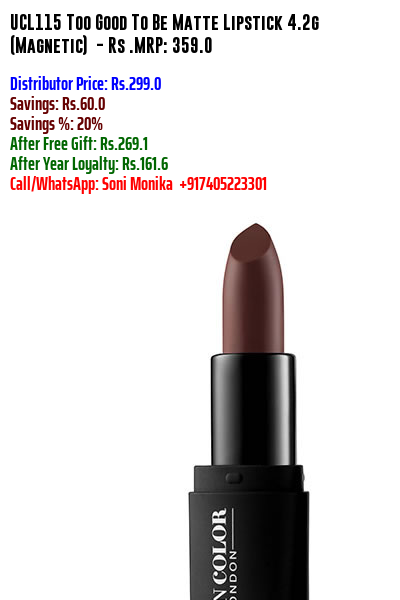 UCL115 Too Good To Be Matte Lipstick 4.2g
(Magnetic) - Rs .MRP: 359.0
Distributor Price: Rs.299.0
Savings: Rs.60.0
Savings %: 20%
After Free Gift: Rs.269.1
After Year Loyalty: Rs.161.6
Call/WhatsApp: Soni Monika +917405223301
N COLOR
ONDON